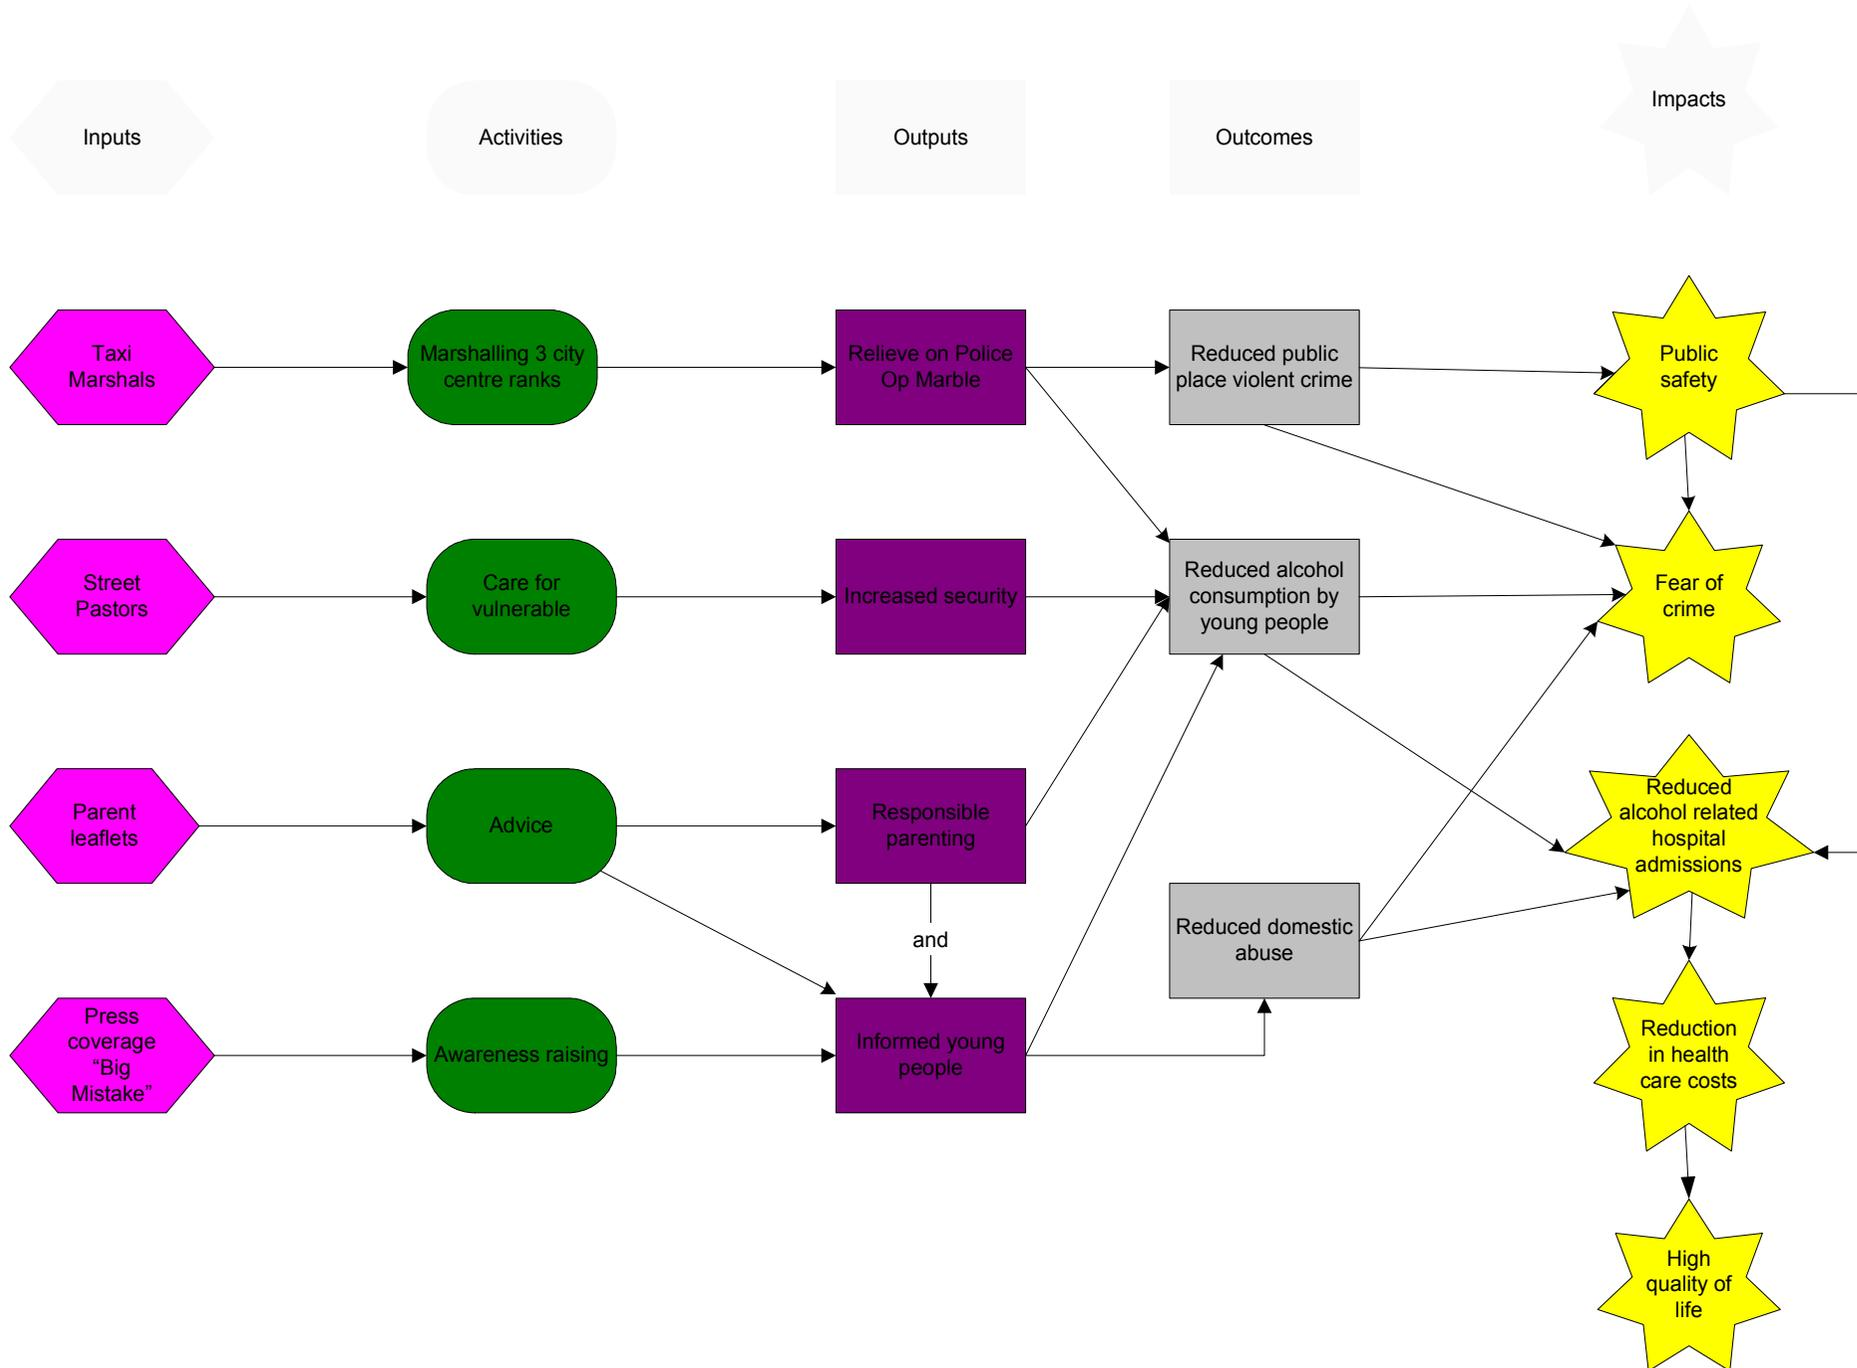 Inputs
Activities
Outputs
Outcomes
Impacts
Taxi
Marshals
Marshalling 3 city
centre ranks
Relieve on Police
Op Marble
Reduced public
place violent crime
Public
safety
Street
Pastors
Care for
vulnerable
Increased security
Reduced alcohol
consumption by
young people
Fear of
crime
Parent
leaflets
Advice
Responsible
parenting
Reduced
alcohol related
hospital
admissions
and
Reduced domestic
abuse
Press
coverage
“Big
Mistake”
Awareness raising
Informed young
people
Reduction
in health
care costs
High
quality of
life